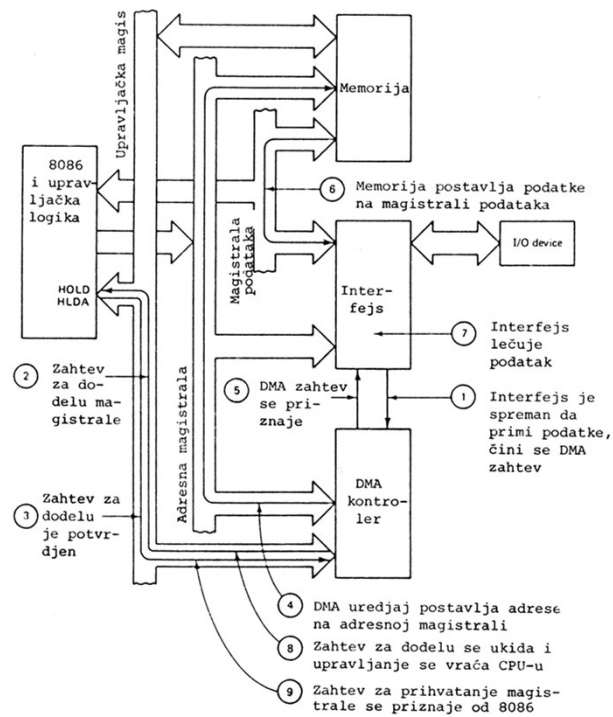 Upravljačka magis
Memorija
8086
i uprav-
ljačka
logika
HOLD
HLDA
6
Memorija postavlja podatke
na magistrali podataka
Magistrala
podataka
I/O device
Inter-
fejs
7
Interfejs
lečuje
podatak
2
Zahtev
za do-
delu ma-
gistrale
Adresna magistrala
5
DMA zahtev
se pri-
znaje
1
Interfejs je
spreman da
primi podatke,
čini se DMA
zahtev
3
Zahtev za
dodelu
je potvr-
djen
DMA
kontro-
ler
4
DMA uredjaj postavlja adrese
na adresnoj magistrali
8
Zahtev za dodelu se ukida i
upravljanje se vraća CPU-u
9
Zahtev za prihvatanje magis-
trale se priznaje od 8086